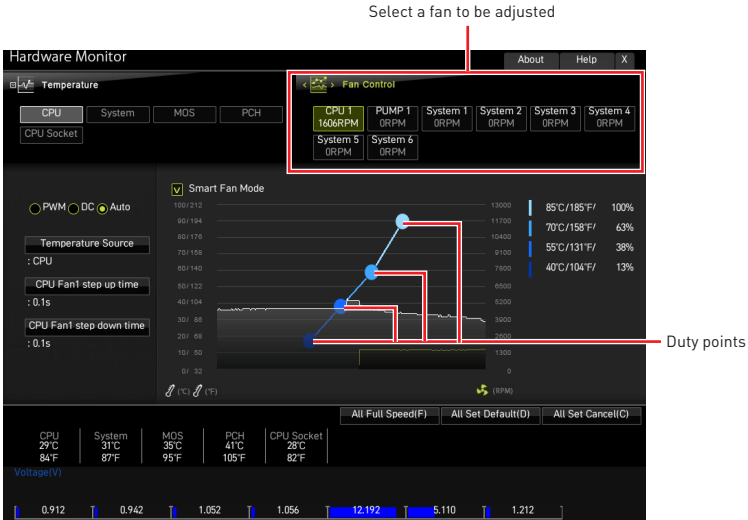 Select a fan to be adjusted
Hardware Monitor
About Help X
Temperature
CPU System MOS PCH
CPU Socket
Fan Control
CPU 1 PUMP 1 System 1 System 2 System 3 System 4
1606RPM 0RPM 0RPM 0RPM 0RPM 0RPM
System 5 System 6
0RPM 0RPM
PWM DC Auto
Temperature Source
: CPU
CPU Fan1 step up time
: 0.1s
CPU Fan1 step down time
: 0.1s
Smart Fan Mode
100/212 13000
90/194 11700
80/176 10400
70/158 9100
60/140 7800
50/122 6500
40/104 5200
30/ 86 3900
20/ 68 2600
10/ 50 1300
0/ 32 0
(°C) (°F) (RPM)
85°C/185°F/ 100%
70°C/158°F/ 63%
55°C/131°F/ 38%
40°C/104°F/ 13%
Duty points
All Full Speed(F) All Set Default(D) All Set Cancel(C)
CPU System MOS PCH CPU Socket
29°C 31°C 35°C 41°C 28°C
84°F 87°F 95°F 105°F 82°F
Voltage(V)
0.912 0.942 1.052 1.056 12.192 5.110 1.212